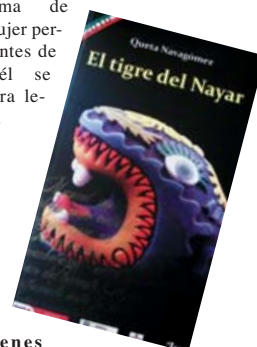 ma de
ujer per-
ntes de
él se
ra le-
Queta Navagómez
El tigre del Nayar
enes